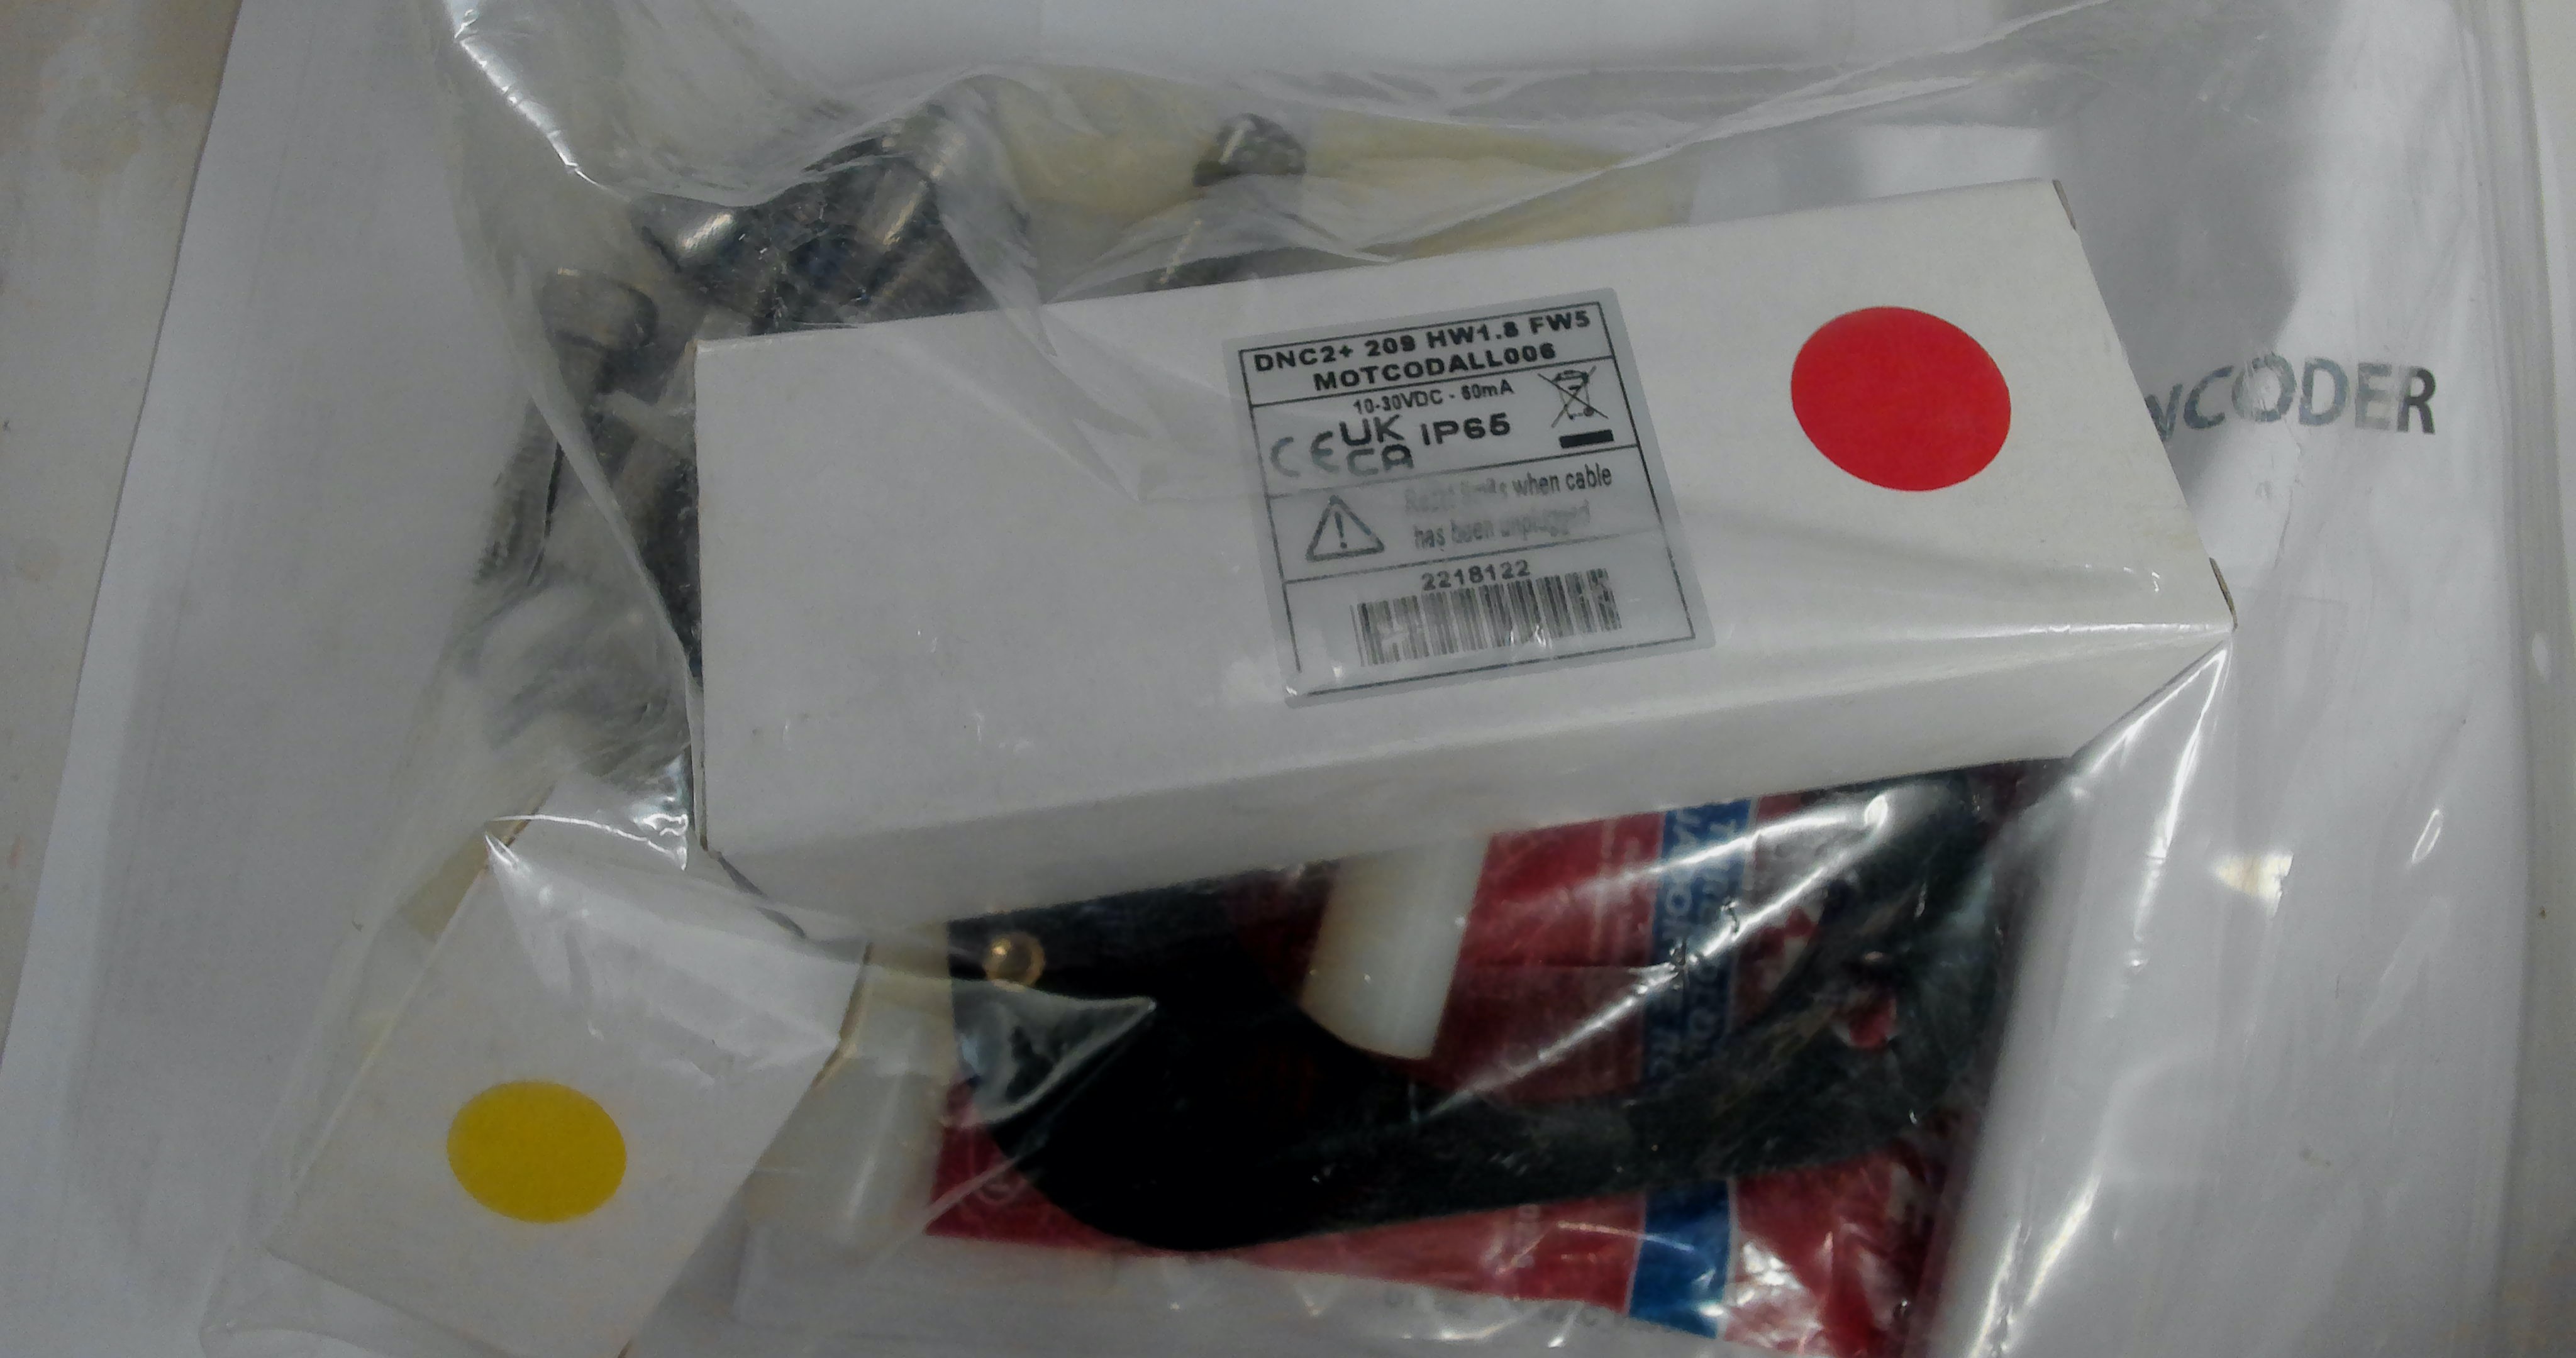 DNC2+ 209 HW1.8 FW5
MOTCODALL006
10-30VDC - 60mA
CE UK CA IP65
when cable
has been unplugged
2218122
NCODER